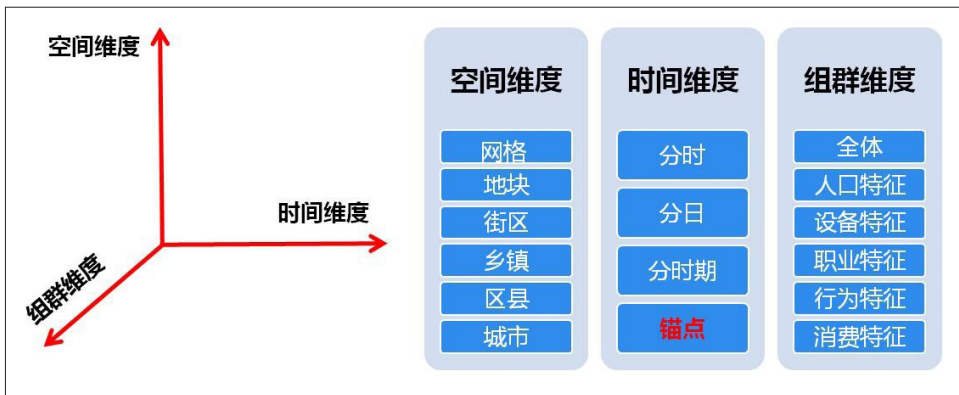 空间维度
时间维度
组群维度
空间维度
网格
地块
街区
乡镇
区县
城市
时间维度
分时
分日
分时期
锚点
组群维度
全体
人口特征
设备特征
职业特征
行为特征
消费特征